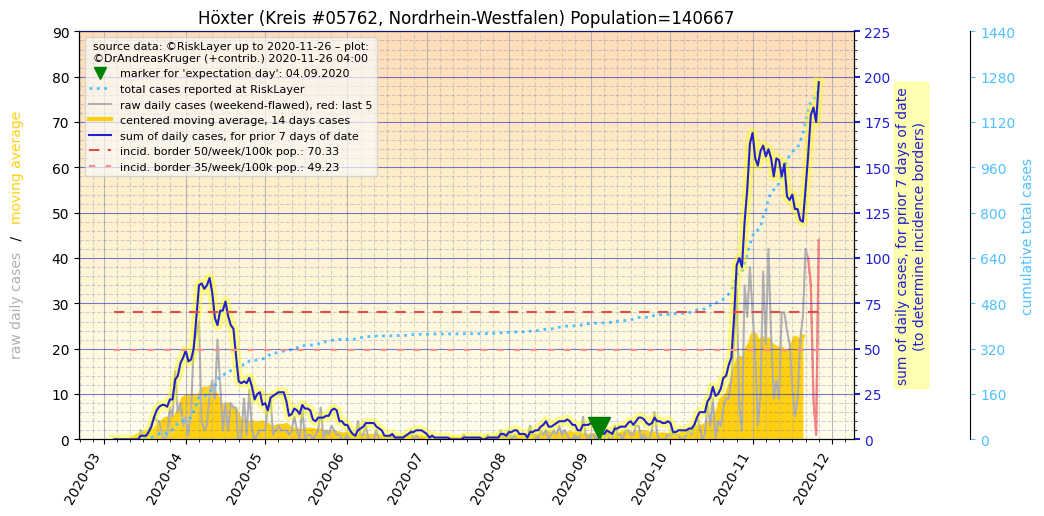 Höxter (Kreis #05762, Nordrhein-Westfalen) Population=140667
source data: ©RiskLayer up to 2020-11-26 – plot:
©DrAndreasKruger (+contrib.) 2020-11-26 04:00
marker for 'expectation day': 04.09.2020
total cases reported at RiskLayer
raw daily cases (weekend-flawed), red: last 5
centered moving average, 14 days cases
sum of daily cases, for prior 7 days of date
incid. border 50/week/100k pop.: 70.33
incid. border 35/week/100k pop.: 49.23
raw daily cases / moving average
90
80
70
60
50
40
30
20
10
0
225
200
175
150
125
100
75
50
25
0
sum of daily cases, for prior 7 days of date
(to determine incidence borders)
1440
1280
1120
960
800
640
480
320
160
0
cumulative total cases
2020-03
2020-04
2020-05
2020-06
2020-07
2020-08
2020-09
2020-10
2020-11
2020-12